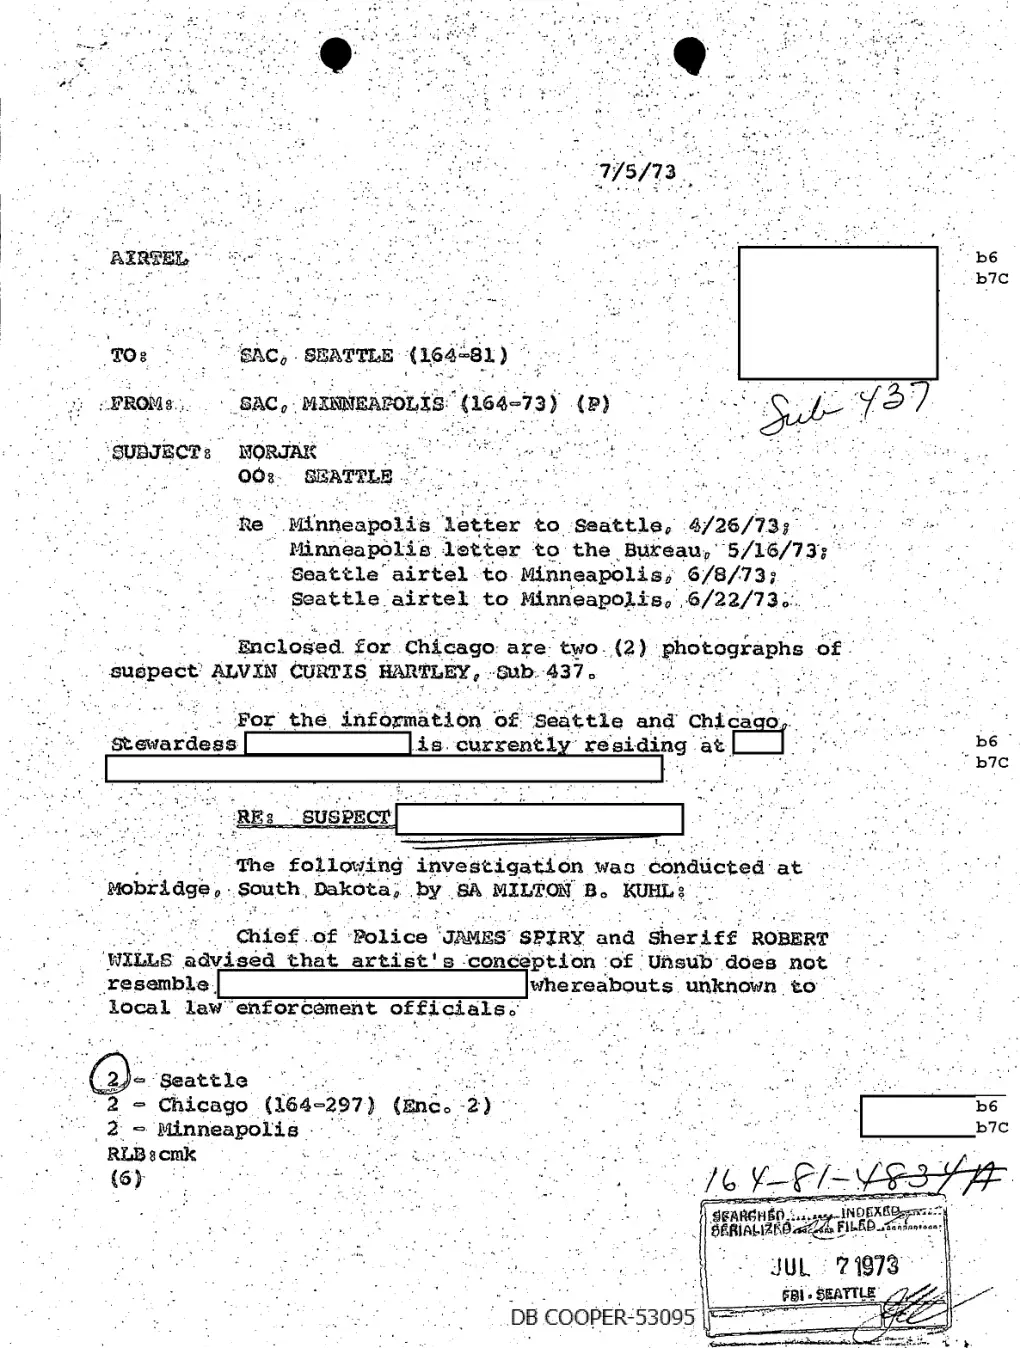 7/5/73
AIRTEL
b6
b7C
TO: SAC, SEATTLE (164-81)
FROM: SAC, MINNEAPOLIS (164-73) (P)
Sub 437
SUBJECT: NORJAK
OO: SEATTLE
Re Minneapolis letter to Seattle, 4/26/73;
Minneapolis letter to the Bureau, 5/16/73;
Seattle airtel to Minneapolis, 6/8/73;
Seattle airtel to Minneapolis, 6/22/73.
Enclosed for Chicago are two (2) photographs of
suspect ALVIN CURTIS HARTLEY, Sub 437.
For the information of Seattle and Chicago,
Stewardess is currently residing at
b6
b7C
RE: SUSPECT
The following investigation was conducted at
Mobridge, South Dakota, by SA MILTON B. KUHL:
Chief of Police JAMES SPIRY and Sheriff ROBERT
WILLS advised that artist's conception of Unsub does not
resemble whereabouts unknown to
local law enforcement officials.
2 - Seattle
2 - Chicago (164-297) (Enc. 2)
2 - Minneapolis
RLB:cmk
(6)
b6
b7C
164-81-4834A
SEARCHED INDEXED
SERIALIZED FILED
JUL 7 1973
FBI - SEATTLE
DB COOPER-53095